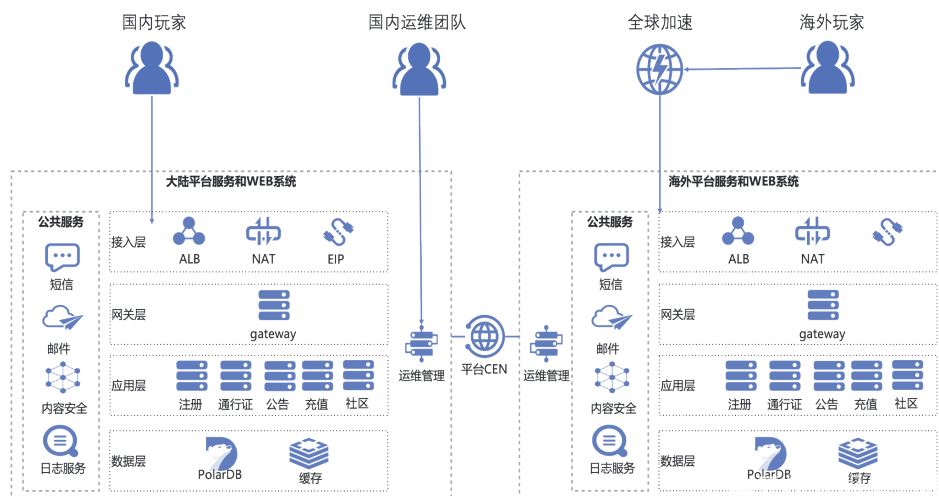 国内玩家
国内运维团队
全球加速
海外玩家
大陆平台服务和WEB系统
公共服务
短信
邮件
内容安全
日志服务
接入层
ALB
NAT
EIP
网关层
gateway
应用层
注册
通行证
公告
充值
社区
数据层
PolarDB
缓存
运维管理
平台CEN
运维管理
海外平台服务和WEB系统
公共服务
短信
邮件
内容安全
日志服务
接入层
ALB
NAT
网关层
gateway
应用层
注册
通行证
公告
充值
社区
数据层
PolarDB
缓存